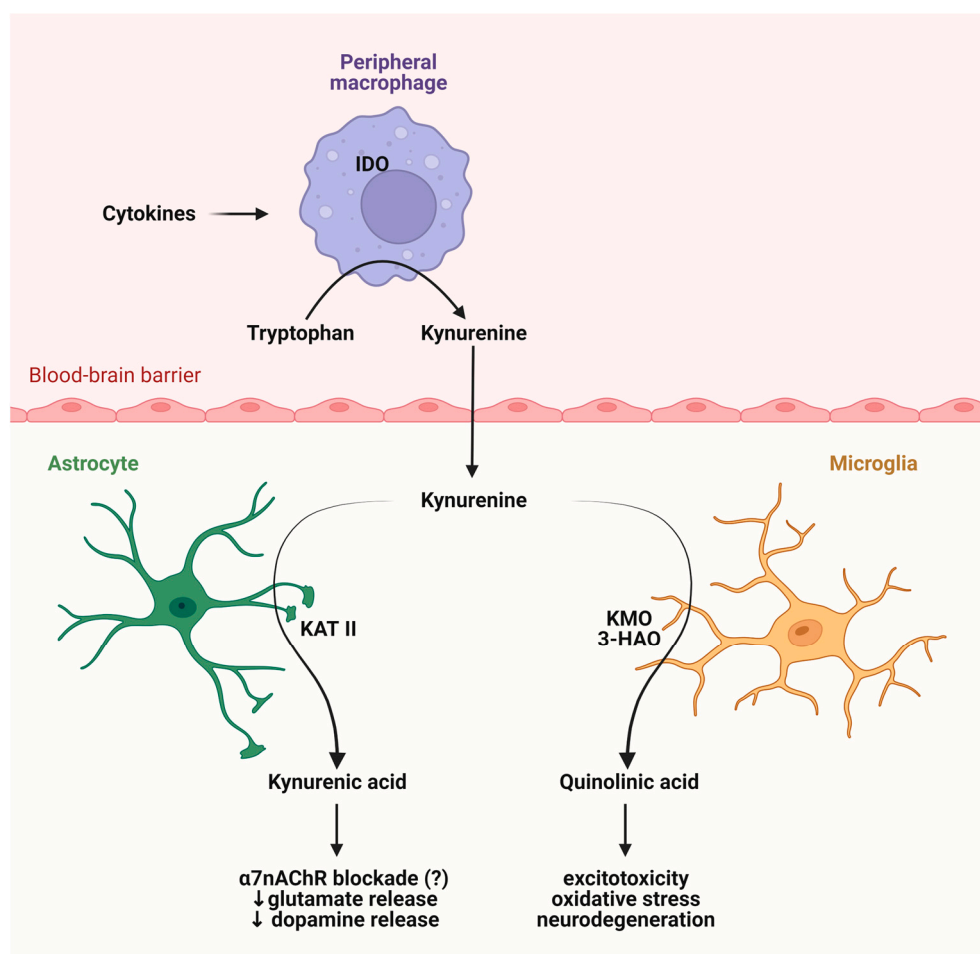 Peripheral
macrophage
IDO
Cytokines
Tryptophan
Kynurenine
Blood-brain barrier
Astrocyte
Microglia
Kynurenine
KAT II
KMO
3-HAO
Kynurenic acid
Quinolinic acid
α7nAChR blockade (?)
↓glutamate release
↓ dopamine release
excitotoxicity
oxidative stress
neurodegeneration